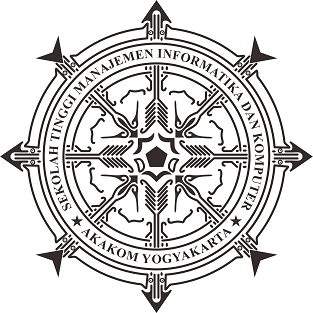 SEKOLAH TINGGI MANAJEMEN INFORMATIKA DAN KOMPUTER
AKAKOM YOGYAKARTA